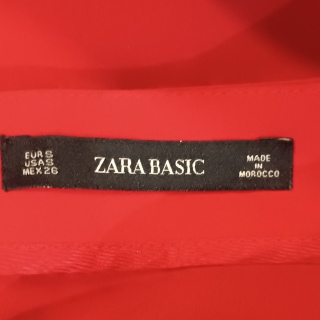 EUR S
USA S
MEX 26
ZARA BASIC
MADE
IN
MOROCCO